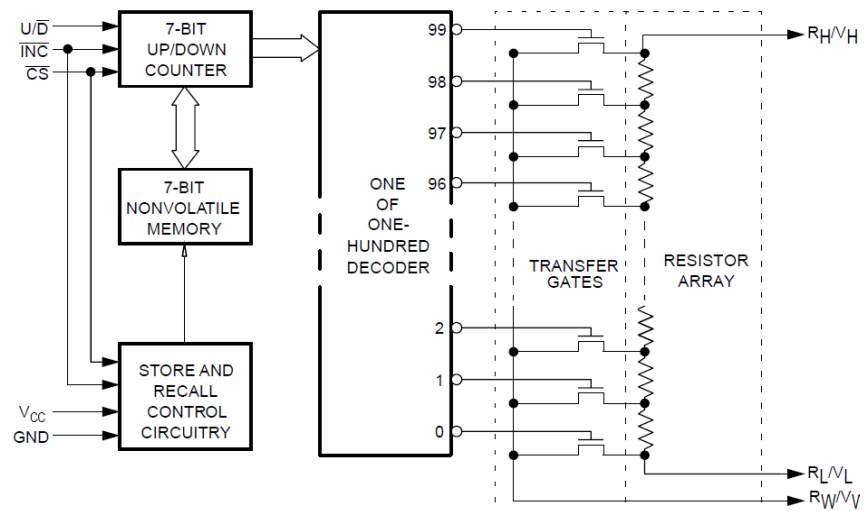 U/D̅
I̅N̅C̅
C̅S̅
7-BIT
UP/DOWN
COUNTER
7-BIT
NONVOLATILE
MEMORY
STORE AND
RECALL
CONTROL
CIRCUITRY
VCC
GND
ONE
OF
ONE-
HUNDRED
DECODER
99
98
97
96
2
1
0
TRANSFER
GATES
RESISTOR
ARRAY
RH/VH
RL/VL
RW/VW